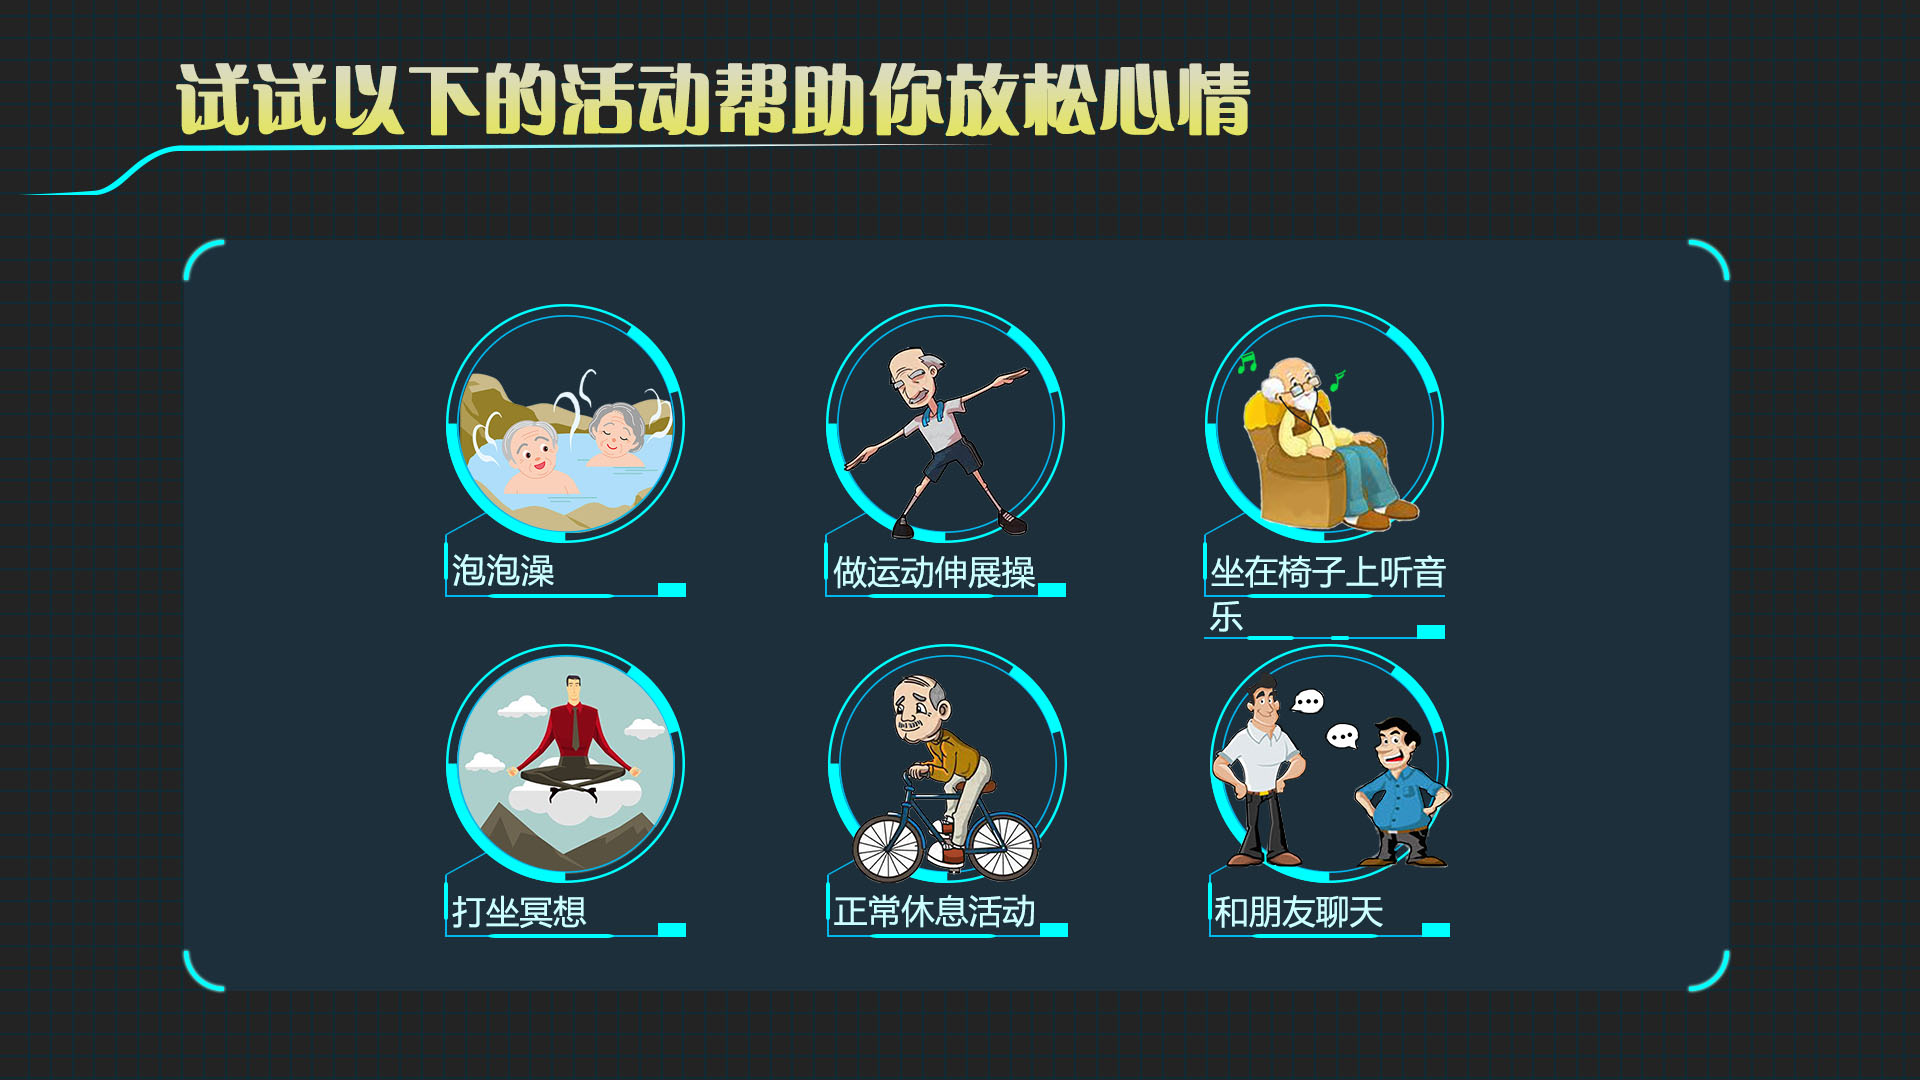 试试以下的活动帮助你放松心情
泡泡澡
做运动伸展操
坐在椅子上听音
乐
打坐冥想
正常休息活动
和朋友聊天